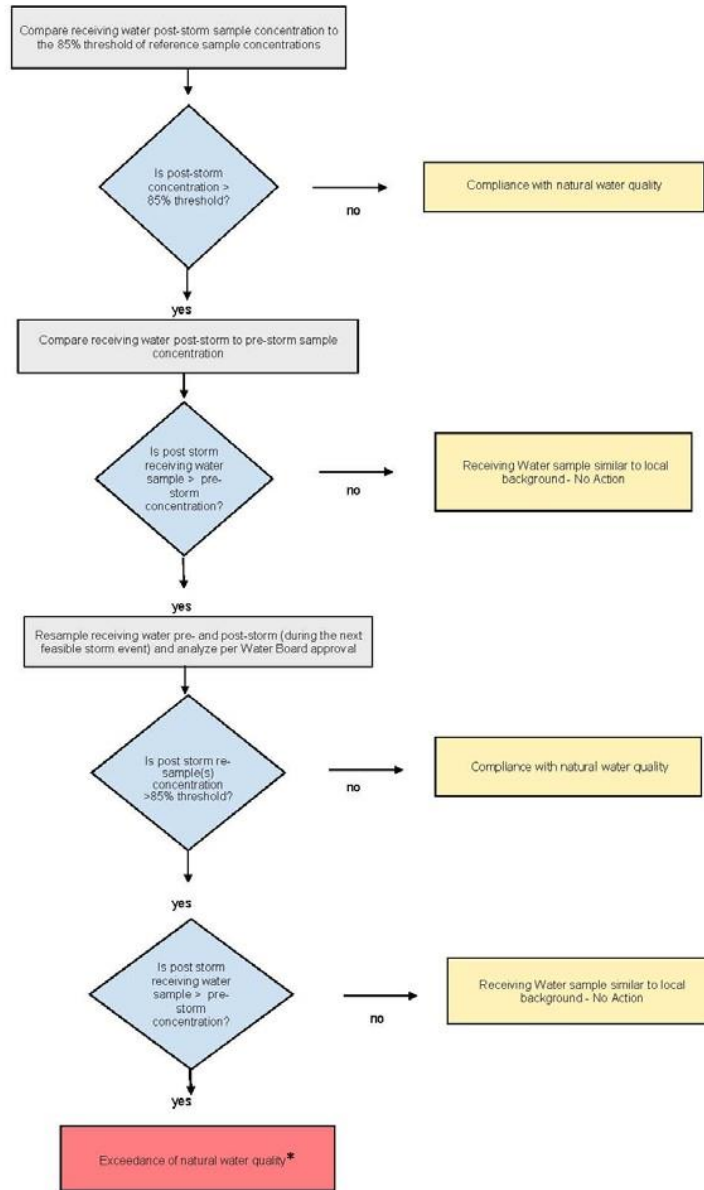 Compare receiving water post-storm sample concentration to
the 85% threshold of reference sample concentrations
Is post-storm
concentration >
85% threshold?
no
Compliance with natural water quality
yes
Compare receiving water post-storm to pre-storm sample
concentration
Is post storm
receiving water
sample > pre-
storm
concentration?
no
Receiving Water sample similar to local
background - No Action
yes
Resample receiving water pre- and post-storm (during the next
feasible storm event) and analyze per Water Board approval
Is post storm re-
sample(s)
concentration
>85% threshold?
no
Compliance with natural water quality
yes
Is post storm
receiving water
sample > pre-
storm
concentration?
no
Receiving Water sample similar to local
background - No Action
yes
Exceedance of natural water quality*